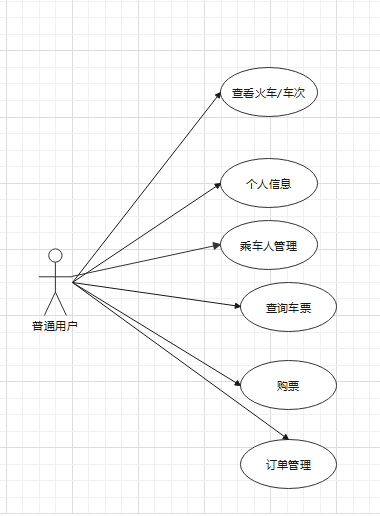 查看火车/车次
个人信息
乘车人管理
普通用户
查询车票
购票
订单管理